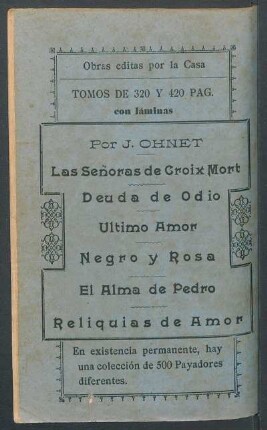 Obras editas por la Casa
TOMOS DE 320 Y 420 PAG.
con láminas
Por J. OHNET
Las Señoras de Croix Mort
Deuda de Odio
Ultimo Amor
Negro y Rosa
El Alma de Pedro
Reliquias de Amor
En existencia permanente, hay
una colección de 500 Payadores
diferentes.